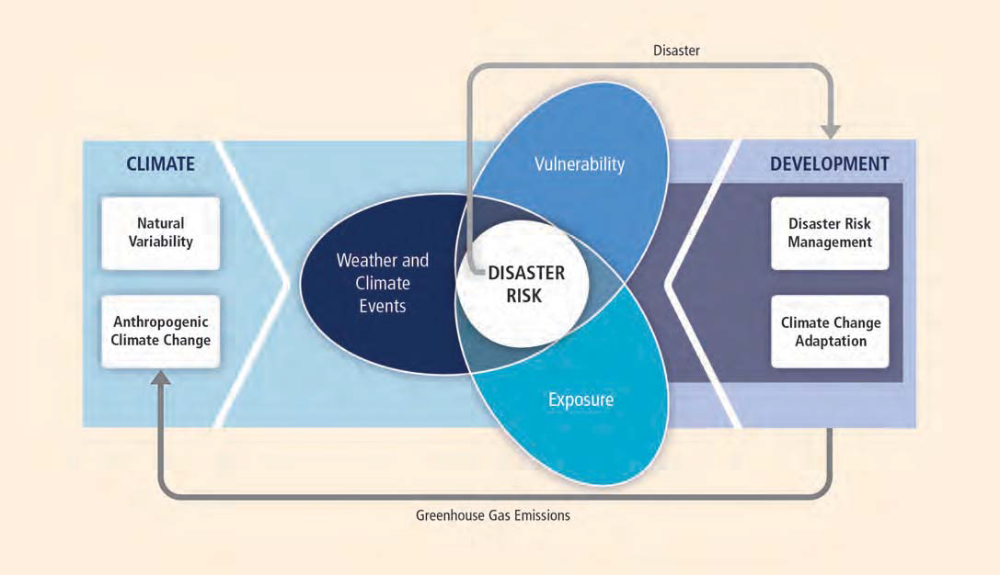 Disaster
CLIMATE
Natural
Variability
Anthropogenic
Climate Change
Weather and
Climate
Events
Vulnerability
DISASTER
RISK
Exposure
DEVELOPMENT
Disaster Risk
Management
Climate Change
Adaptation
Greenhouse Gas Emissions